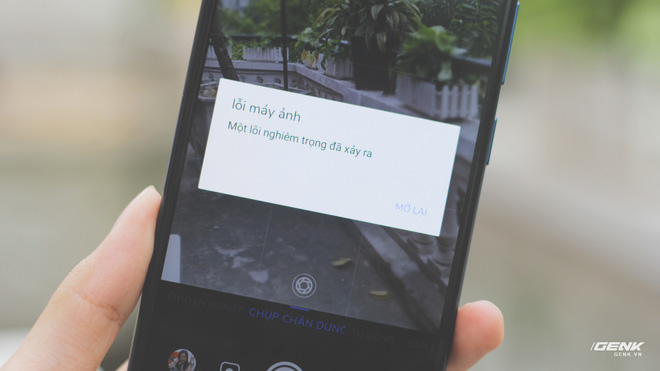 lỗi máy ảnh
Một lỗi nghiêm trọng đã xảy ra
MỞ LẠI
CHỤP CHÂN DUNG
GENK
GENK.VN